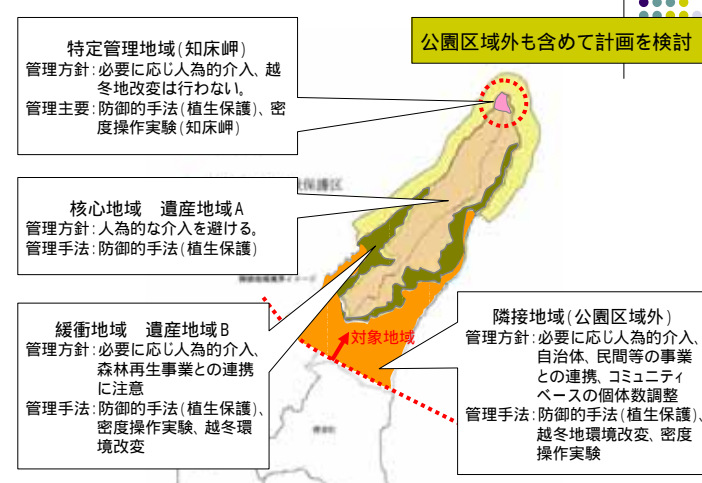 公園区域外も含めて計画を検討
特定管理地域(知床岬)
管理方針:必要に応じ人為的介入、越
冬地改変は行わない。
管理主要:防御的手法(植生保護)、密
度操作実験(知床岬)
核心地域 遺産地域A
管理方針:人為的な介入を避ける。
管理手法:防御的手法(植生保護)
保護区
緩衝地域 遺産地域B
管理方針:必要に応じ人為的介入、
森林再生事業との連携
に注意
管理手法:防御的手法(植生保護)、
密度操作実験、越冬環
境改変
対象地域
隣接地域(公園区域外)
管理方針:必要に応じ人為的介入、
自治体、民間等の事業
との連携、コミュニティ
ベースの個体数調整
管理手法:防御的手法(植生保護)、
越冬地環境改変、密度
操作実験